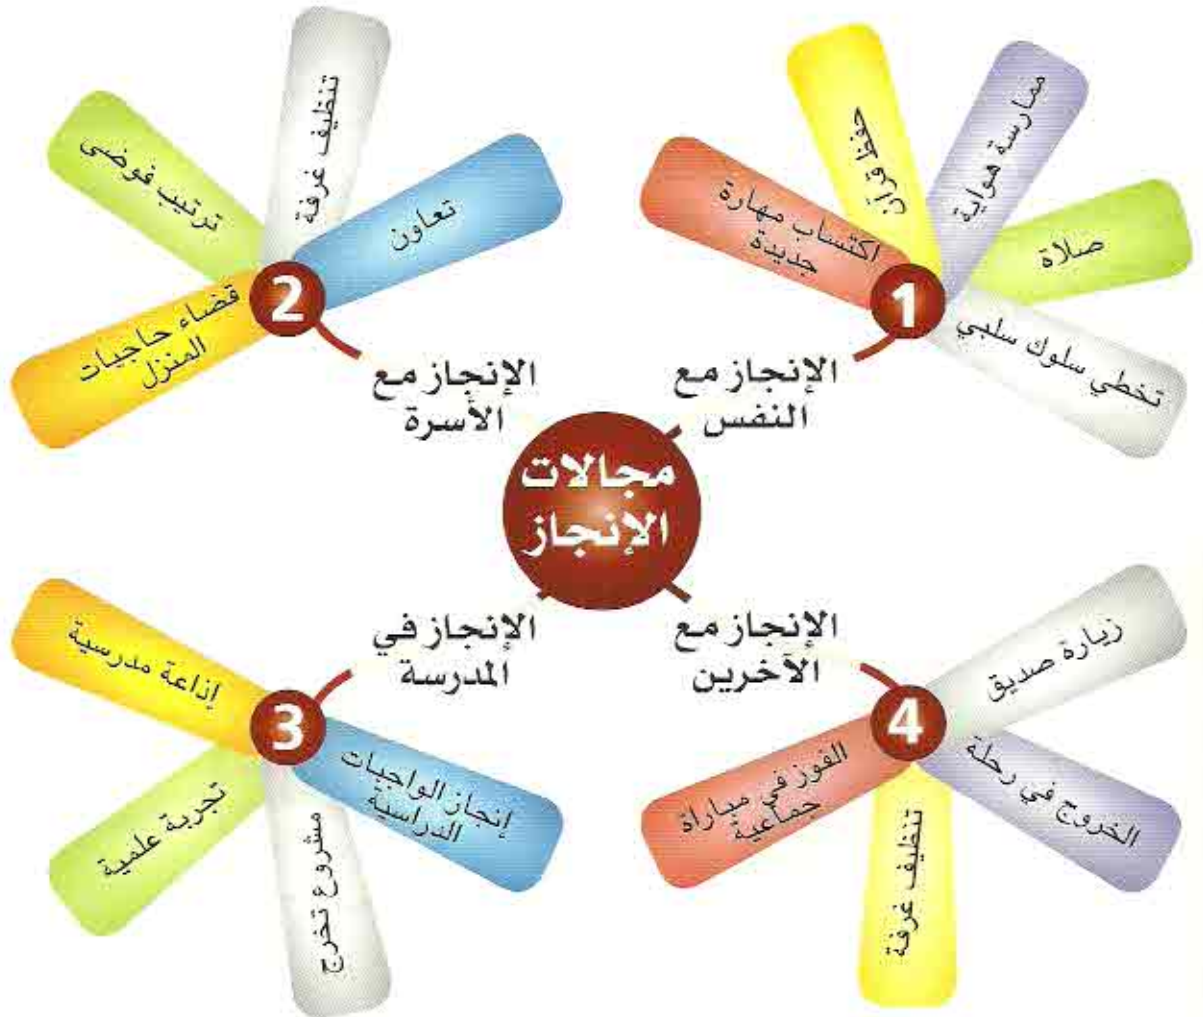 مجالات
الإنجاز
1
الإنجاز مع
النفس
اكتساب مهارة
جديدة
حفظ قرآن
ممارسة هواية
صلاة
تخطي سلوك سلبي
2
الإنجاز مع
الأسرة
تعاون
تنظيف غرفة
ترتيب فوضى
قضاء حاجيات
المنزل
3
الإنجاز في
المدرسة
إذاعة مدرسية
تجربة علمية
مشروع تخرج
إنجاز الواجبات
الدراسية
4
الإنجاز مع
الآخرين
زيارة صديق
الخروج في رحلة
تنظيف غرفة
الفوز في مباراة
جماعية